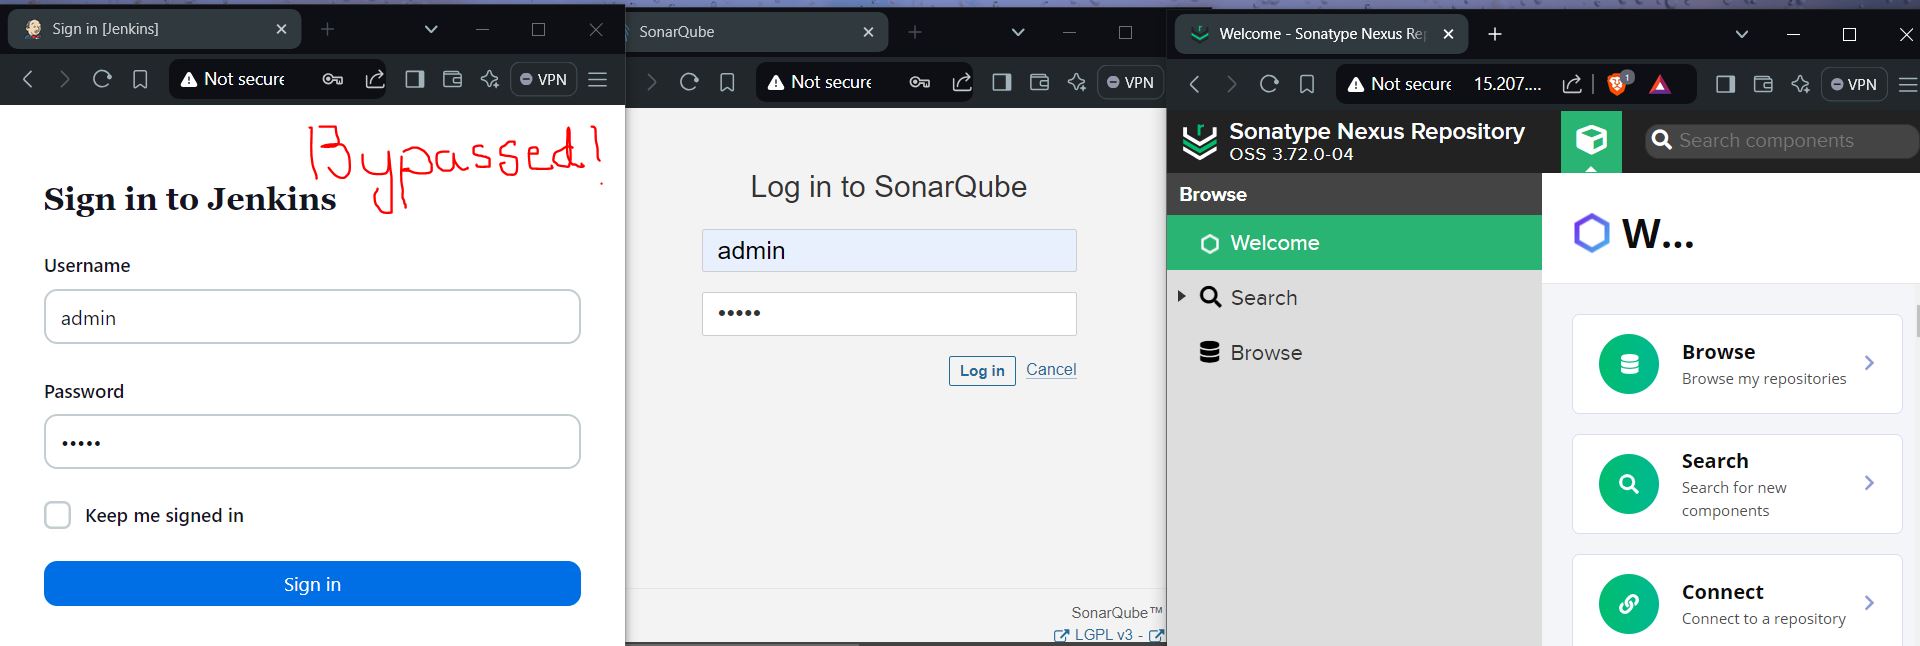 Sign in [Jenkins]
Not secure
VPN
Bypassed!
Sign in to Jenkins
Username
admin
Password
•••••
Keep me signed in
Sign in
SonarQube
Not secure
VPN
Log in to SonarQube
admin
•••••
Log in Cancel
SonarQube™
LGPL v3 -
Welcome - Sonatype Nexus Re
Not secure 15.207.... 1 VPN
Sonatype Nexus Repository
OSS 3.72.0-04
Search components
Browse
Welcome
Search
Browse
W...
Browse
Browse my repositories
Search
Search for new
components
Connect
Connect to a repository